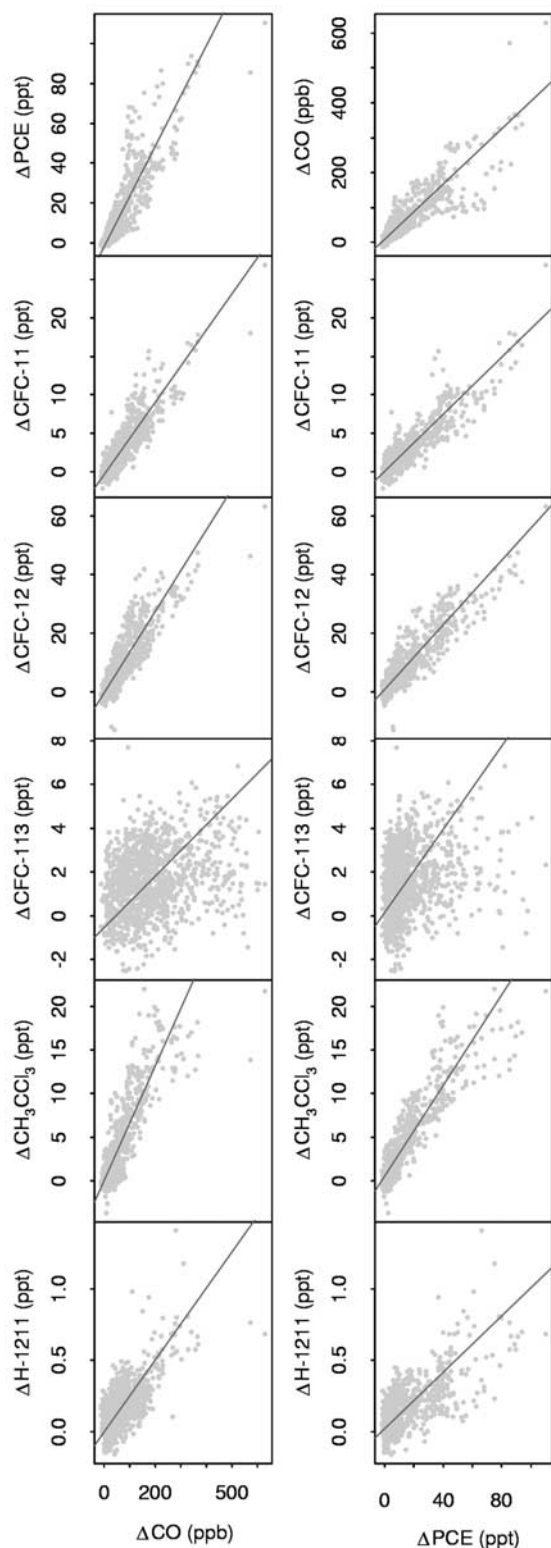 ΔPCE (ppt)
0 20 40 60 80
ΔCO (ppb)
0 200 400 600
ΔCFC-11 (ppt)
0 5 10 20
ΔCFC-11 (ppt)
0 5 10 20
ΔCFC-12 (ppt)
0 20 40 60
ΔCFC-12 (ppt)
0 20 40 60
ΔCFC-113 (ppt)
-2 0 2 4 6 8
ΔCFC-113 (ppt)
-2 0 2 4 6 8
ΔCH₃CCl₃ (ppt)
0 5 10 15 20
ΔCH₃CCl₃ (ppt)
0 5 10 15 20
ΔH-1211 (ppt)
0.0 0.5 1.0
ΔH-1211 (ppt)
0.0 0.5 1.0
0 200 500
ΔCO (ppb)
0 40 80
ΔPCE (ppt)